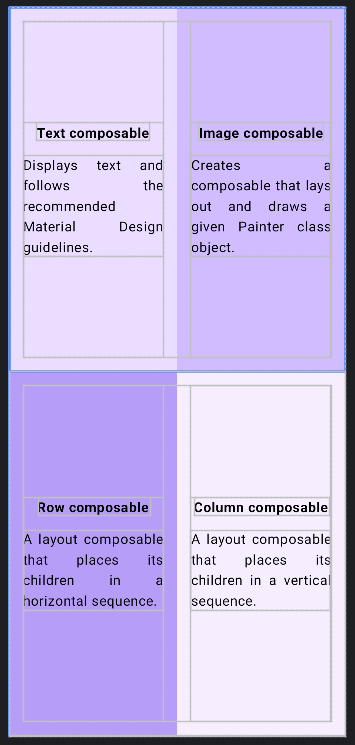 Text composable
Displays text and
follows the
recommended
Material Design
guidelines.
Image composable
Creates a
composable that lays
out and draws a
given Painter class
object.
Row composable
A layout composable
that places its
children in a
horizontal sequence.
Column composable
A layout composable
that places its
children in a vertical
sequence.